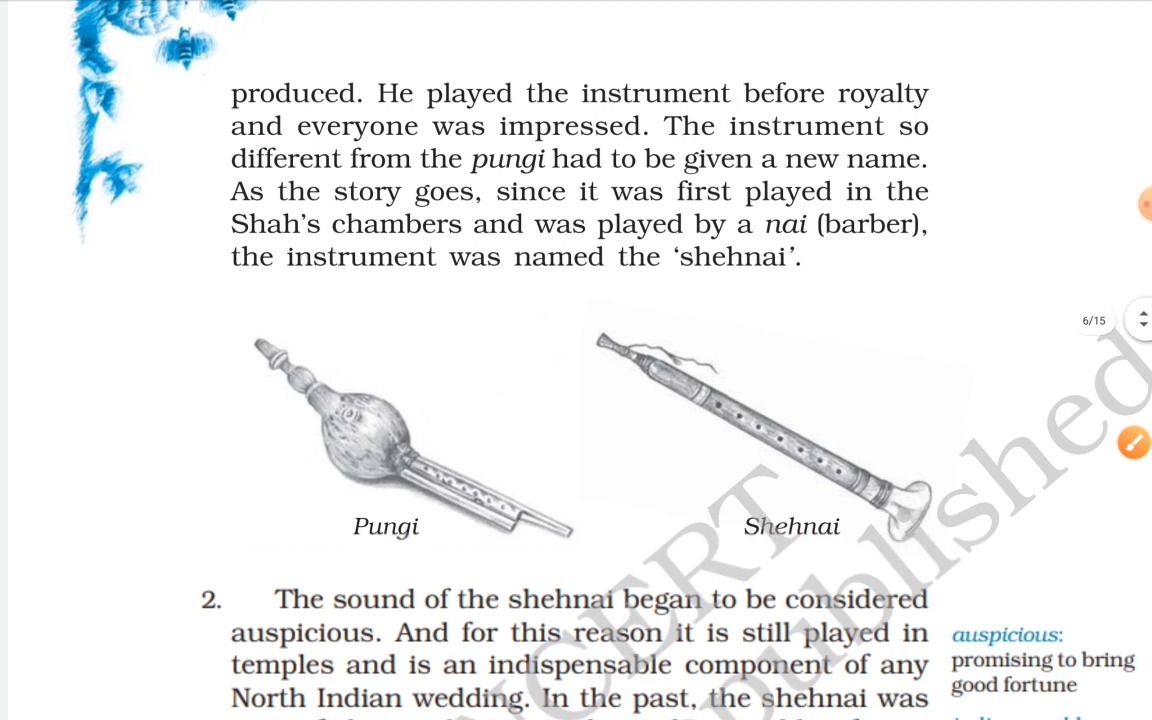 produced. He played the instrument before royalty
and everyone was impressed. The instrument so
different from the pungi had to be given a new name.
As the story goes, since it was first played in the
Shah’s chambers and was played by a nai (barber),
the instrument was named the ‘shehnai’.
6/15
Pungi
Shehnai
2. The sound of the shehnai began to be considered
auspicious. And for this reason it is still played in
temples and is an indispensable component of any
North Indian wedding. In the past, the shehnai was
auspicious:
promising to bring
good fortune
NCERT
published